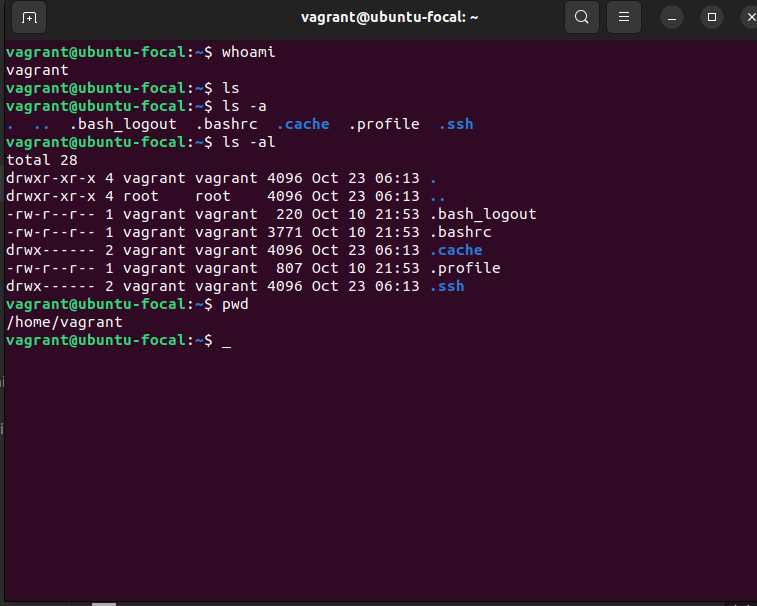 vagrant@ubuntu-focal: ~
vagrant@ubuntu-focal:~$ whoami
vagrant
vagrant@ubuntu-focal:~$ ls
vagrant@ubuntu-focal:~$ ls -a
.  ..  .bash_logout  .bashrc  .cache  .profile  .ssh
vagrant@ubuntu-focal:~$ ls -al
total 28
drwxr-xr-x 4 vagrant vagrant 4096 Oct 23 06:13 .
drwxr-xr-x 4 root    root    4096 Oct 23 06:13 ..
-rw-r--r-- 1 vagrant vagrant  220 Oct 10 21:53 .bash_logout
-rw-r--r-- 1 vagrant vagrant 3771 Oct 10 21:53 .bashrc
drwx------ 2 vagrant vagrant 4096 Oct 23 06:13 .cache
-rw-r--r-- 1 vagrant vagrant  807 Oct 10 21:53 .profile
drwx------ 2 vagrant vagrant 4096 Oct 23 06:13 .ssh
vagrant@ubuntu-focal:~$ pwd
/home/vagrant
vagrant@ubuntu-focal:~$ _